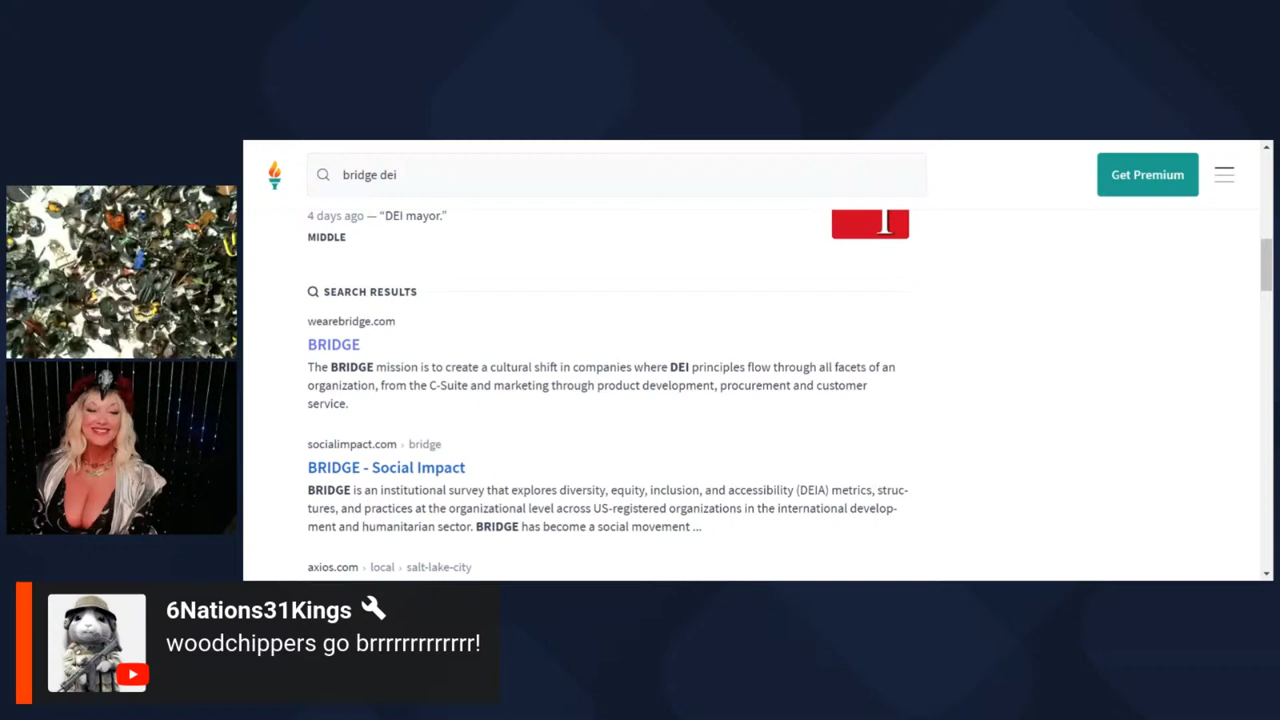 bridge dei
Get Premium
4 days ago — “DEI mayor.”
MIDDLE
SEARCH RESULTS
wearebridge.com
BRIDGE
The BRIDGE mission is to create a cultural shift in companies where DEI principles flow through all facets of an
organization, from the C-Suite and marketing through product development, procurement and customer
service.
socialimpact.com › bridge
BRIDGE - Social Impact
BRIDGE is an institutional survey that explores diversity, equity, inclusion, and accessibility (DEIA) metrics, struc-
tures, and practices at the organizational level across US-registered organizations in the international develop-
ment and humanitarian sector. BRIDGE has become a social movement ...
axios.com › local › salt-lake-city
6Nations31Kings
woodchippers go brrrrrrrrrrrr!